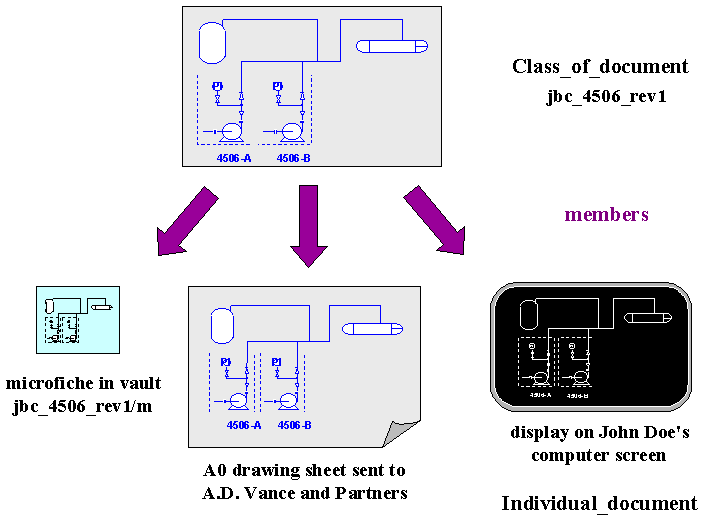 Class_of_document
jbc_4506_rev1
PI
PI
4506-A
4506-B
members
microfiche in vault
jbc_4506_rev1/m
PI
PI
4506-A
4506-B
A0 drawing sheet sent to
A.D. Vance and Partners
4506-A
4506-B
display on John Doe's
computer screen
Individual_document